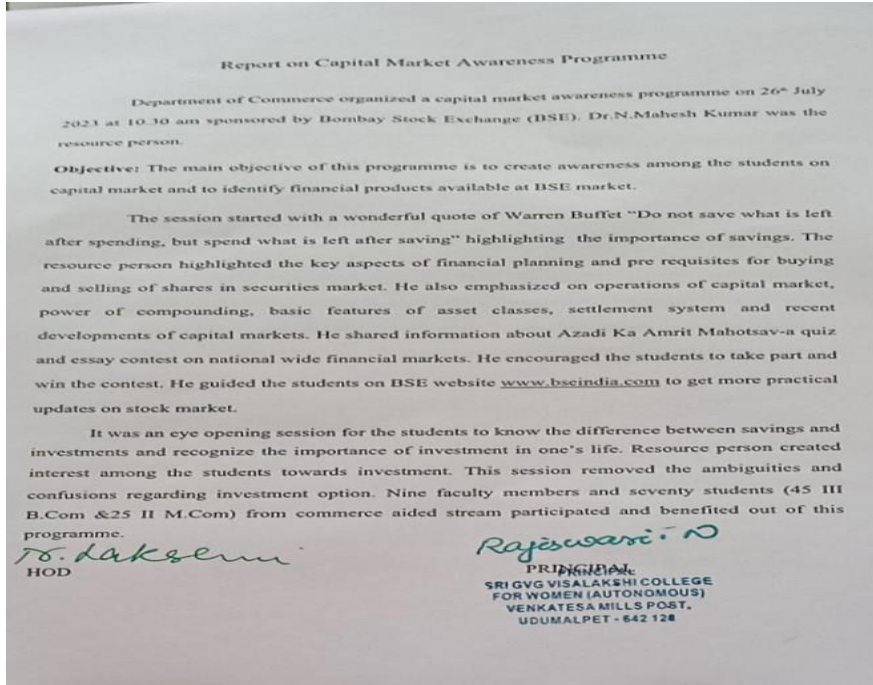 Report on Capital Market Awareness Programme
Department of Commerce organized a capital market awareness programme on 26th July
2023 at 10.30 am sponsored by Bombay Stock Exchange (BSE). Dr.N.Mahesh Kumar was the
resource person.
Objective: The main objective of this programme is to create awareness among the students on
capital market and to identify financial products available at BSE market.
The session started with a wonderful quote of Warren Buffet "Do not save what is left
after spending, but spend what is left after saving" highlighting the importance of savings. The
resource person highlighted the key aspects of financial planning and pre requisites for buying
and selling of shares in securities market. He also emphasized on operations of capital market,
power of compounding, basic features of asset classes, settlement system and recent
developments of capital markets. He shared information about Azadi Ka Amrit Mahotsav-a quiz
and essay contest on national wide financial markets. He encouraged the students to take part and
win the contest. He guided the students on BSE website www.bseindia.com to get more practical
updates on stock market.
It was an eye opening session for the students to know the difference between savings and
investments and recognize the importance of investment in one's life. Resource person created
interest among the students towards investment. This session removed the ambiguities and
confusions regarding investment option. Nine faculty members and seventy students (45 III
B.Com &25 II M.Com) from commerce aided stream participated and benefited out of this
programme.
N. Lakshmi
Rajiswari. N
HOD
PRINCIPAL
PRINCIPAL
SRI GVG VISALAKSHI COLLEGE
FOR WOMEN (AUTONOMOUS)
VENKATESA MILLS POST,
UDUMALPET - 642 128